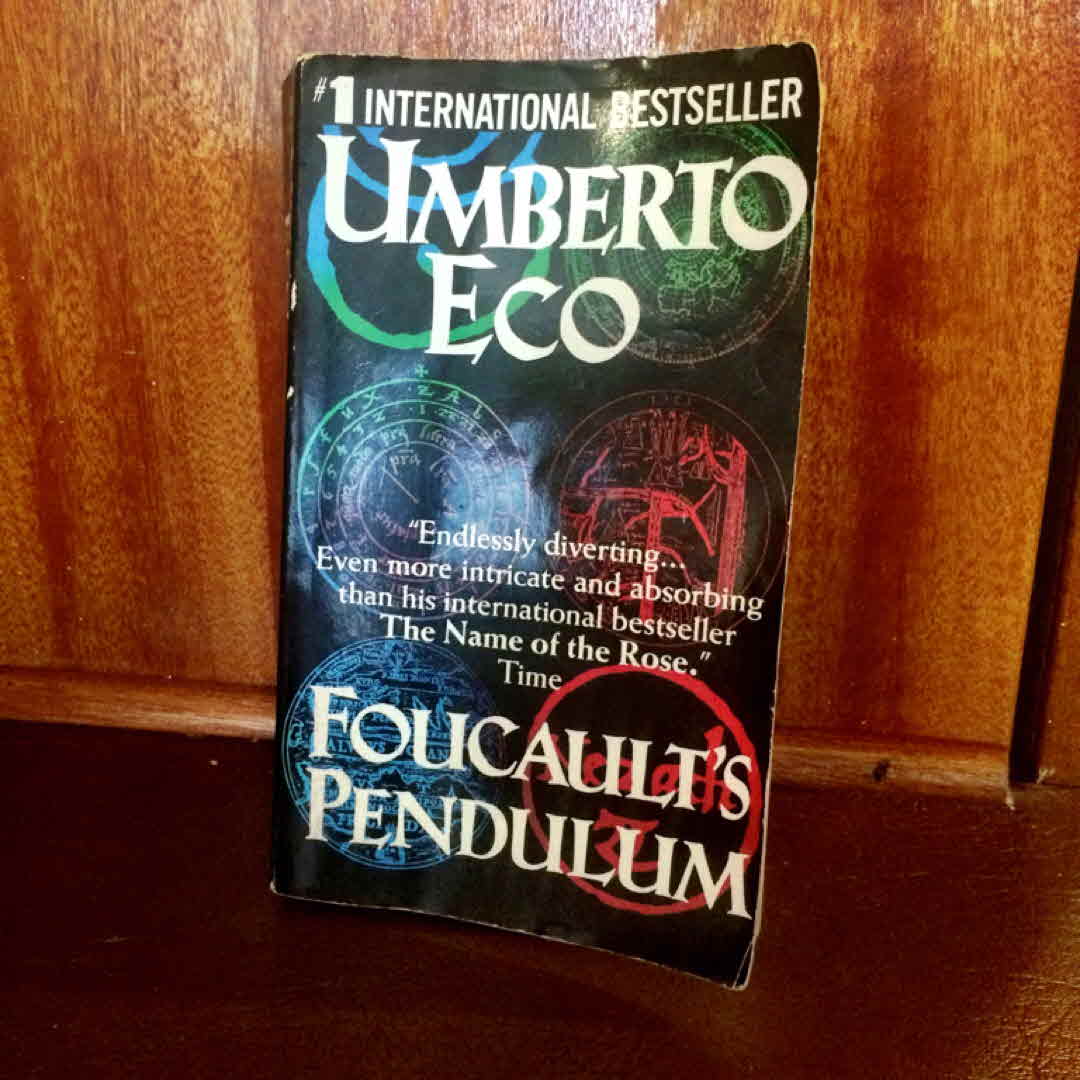 #1 INTERNATIONAL BESTSELLER
UMBERTO
ECO
"Endlessly diverting...
Even more intricate and absorbing
than his international bestseller
The Name of the Rose."
Time
FOUCAULT'S
PENDULUM